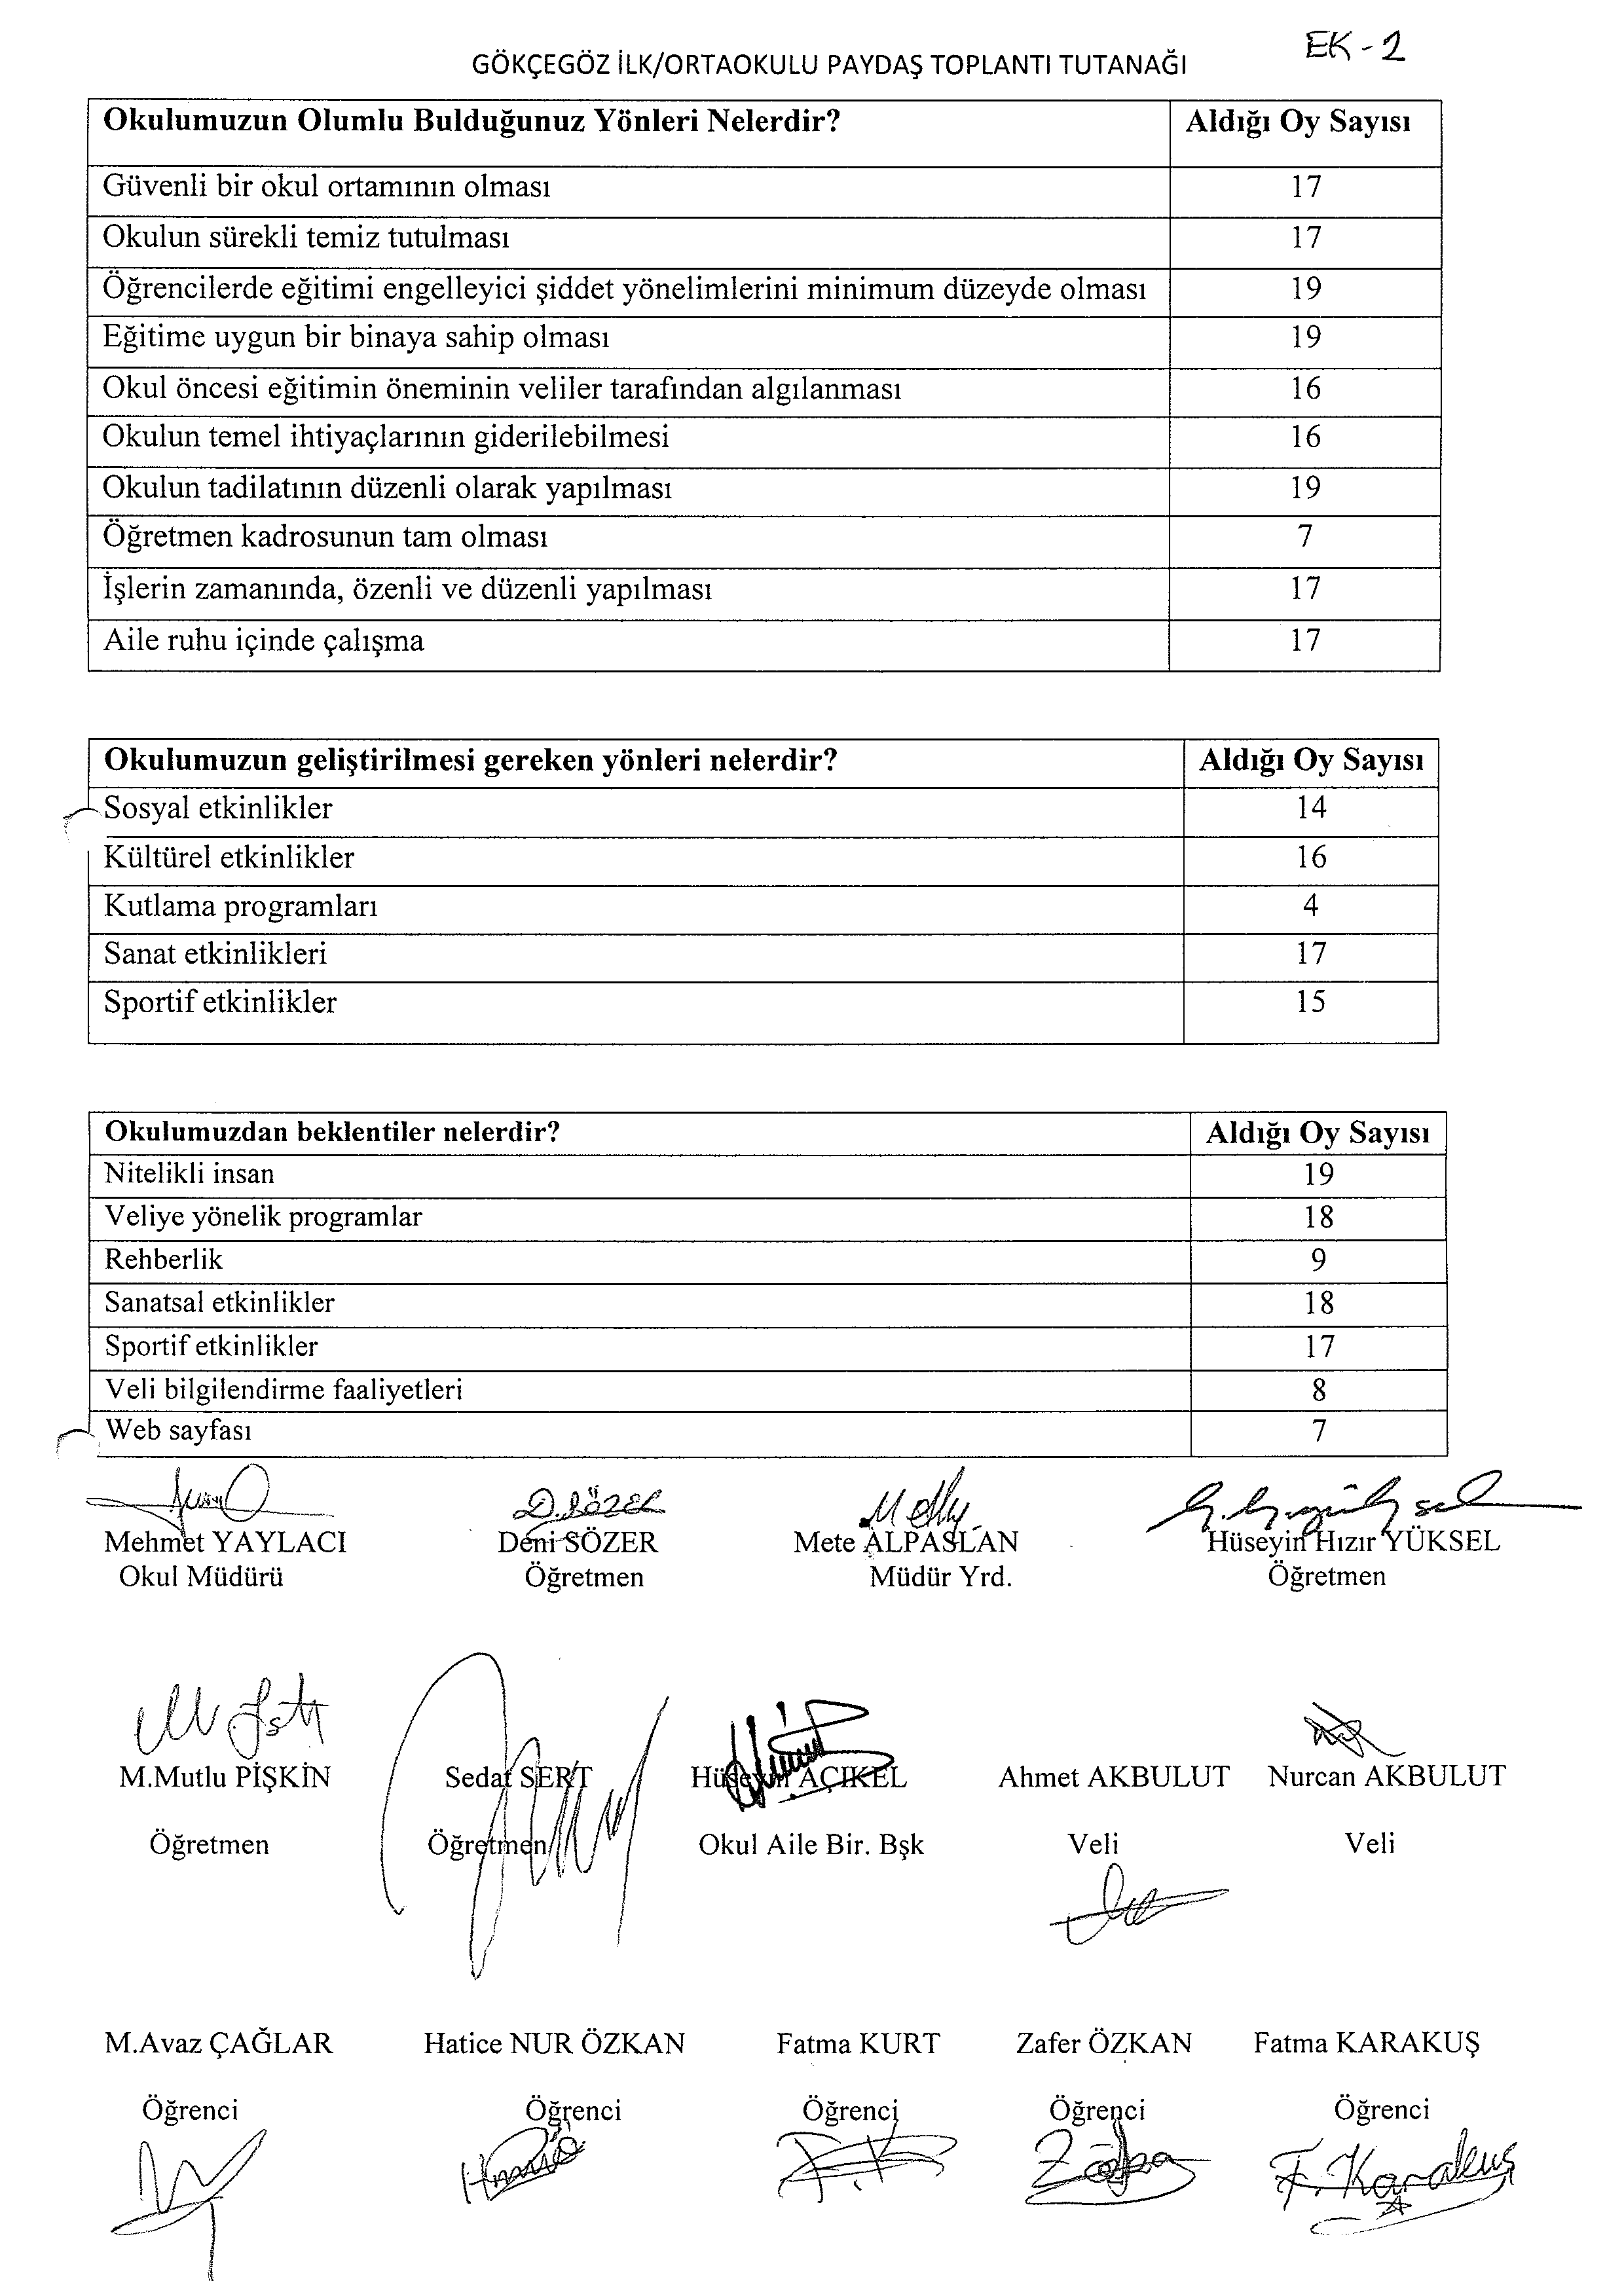 EK-2
GÖKÇEGÖZ İLK/ORTAOKULU PAYDAŞ TOPLANTI TUTANAĞI
Okulumuzun Olumlu Bulduğunuz Yönleri Nelerdir? Aldığı Oy Sayısı
Güvenli bir okul ortamının olması 17
Okulun sürekli temiz tutulması 17
Öğrencilerde eğitimi engelleyici şiddet yönelimlerini minimum düzeyde olması 19
Eğitime uygun bir binaya sahip olması 19
Okul öncesi eğitimin öneminin veliler tarafından algılanması 16
Okulun temel ihtiyaçlarının giderilebilmesi 16
Okulun tadilatının düzenli olarak yapılması 19
Öğretmen kadrosunun tam olması 7
İşlerin zamanında, özenli ve düzenli yapılması 17
Aile ruhu içinde çalışma 17
Okulumuzun geliştirilmesi gereken yönleri nelerdir? Aldığı Oy Sayısı
Sosyal etkinlikler 14
Kültürel etkinlikler 16
Kutlama programları 4
Sanat etkinlikleri 17
Sportif etkinlikler 15
Okulumuzdan beklentiler nelerdir? Aldığı Oy Sayısı
Nitelikli insan 19
Veliye yönelik programlar 18
Rehberlik 9
Sanatsal etkinlikler 18
Sportif etkinlikler 17
Veli bilgilendirme faaliyetleri 8
Web sayfası 7
D.SÖZER
Mehmet YAYLACI Deni SÖZER Mete ALPASLAN Hüseyin Hızır YÜKSEL
Okul Müdürü Öğretmen Müdür Yrd. Öğretmen
M.Mutlu PİŞKİN Sedat SERT Hüseyin AÇIKEL Ahmet AKBULUT Nurcan AKBULUT
Öğretmen Öğretmen Okul Aile Bir. Bşk Veli Veli
M.Avaz ÇAĞLAR Hatice NUR ÖZKAN Fatma KURT Zafer ÖZKAN Fatma KARAKUŞ
Öğrenci Öğrenci Öğrenci Öğrenci Öğrenci
F.K F.Karakuş